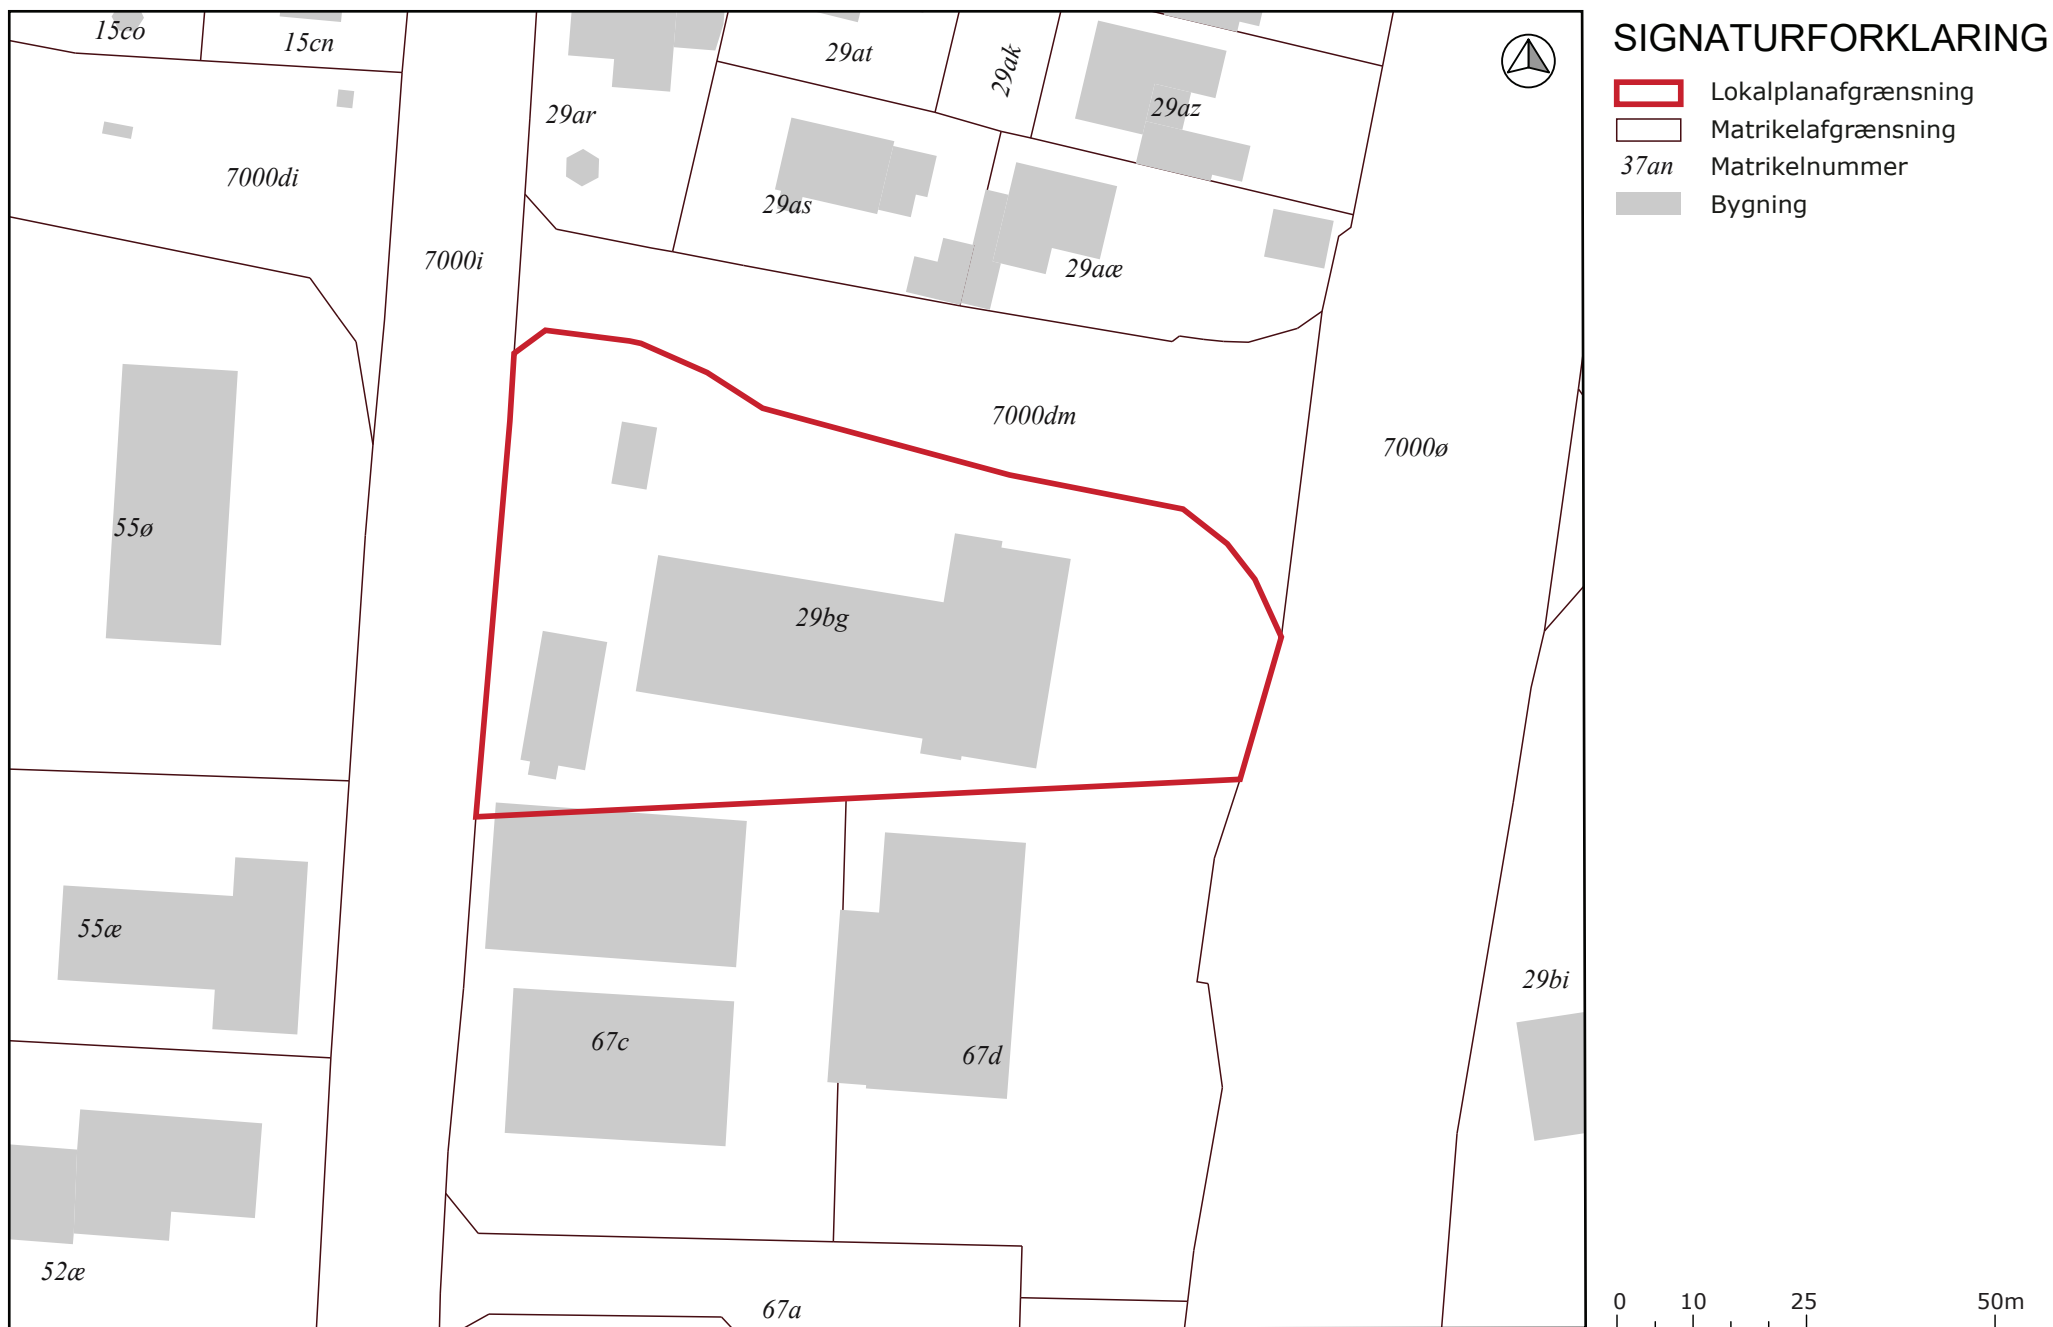 15co
15cn
29at
29ak
29ar
29az
7000di
29as
7000i
29aæ
7000dm
7000ø
55ø
29bg
55æ
29bi
67c
67d
52æ
67a
SIGNATURFORKLARING
Lokalplanafgrænsning
Matrikelafgrænsning
37an Matrikelnummer
Bygning
0 10 25 50m